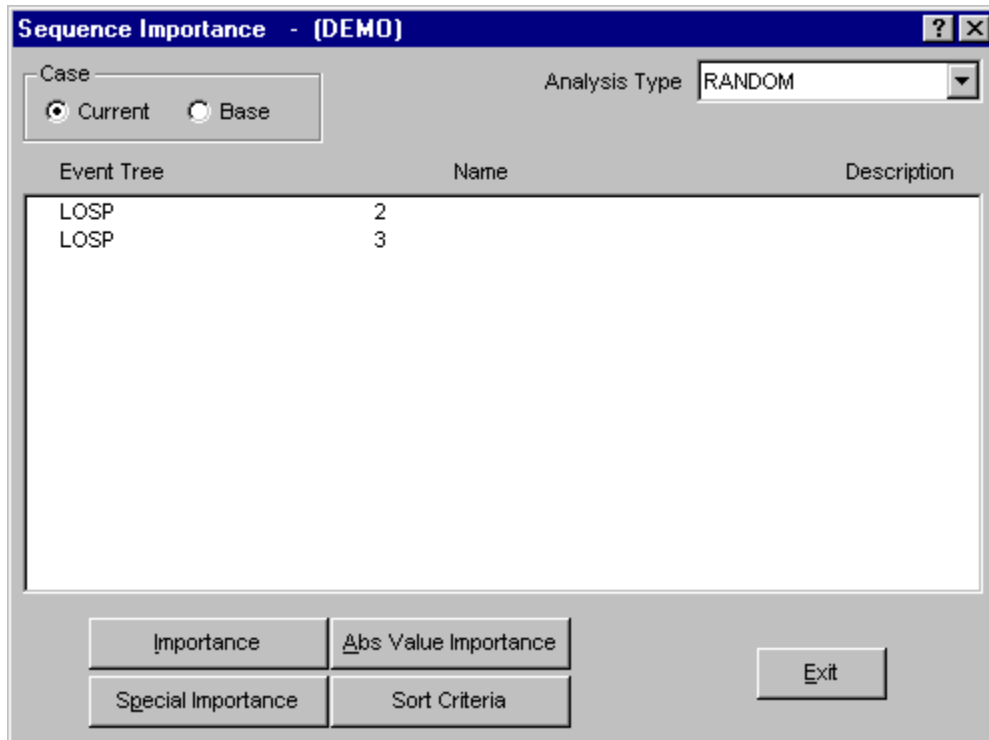 Sequence Importance - (DEMO)
Case
Current Base
Analysis Type RANDOM
Event Tree Name Description
LOSP 2
LOSP 3
Importance Abs Value Importance
Exit
Special Importance Sort Criteria